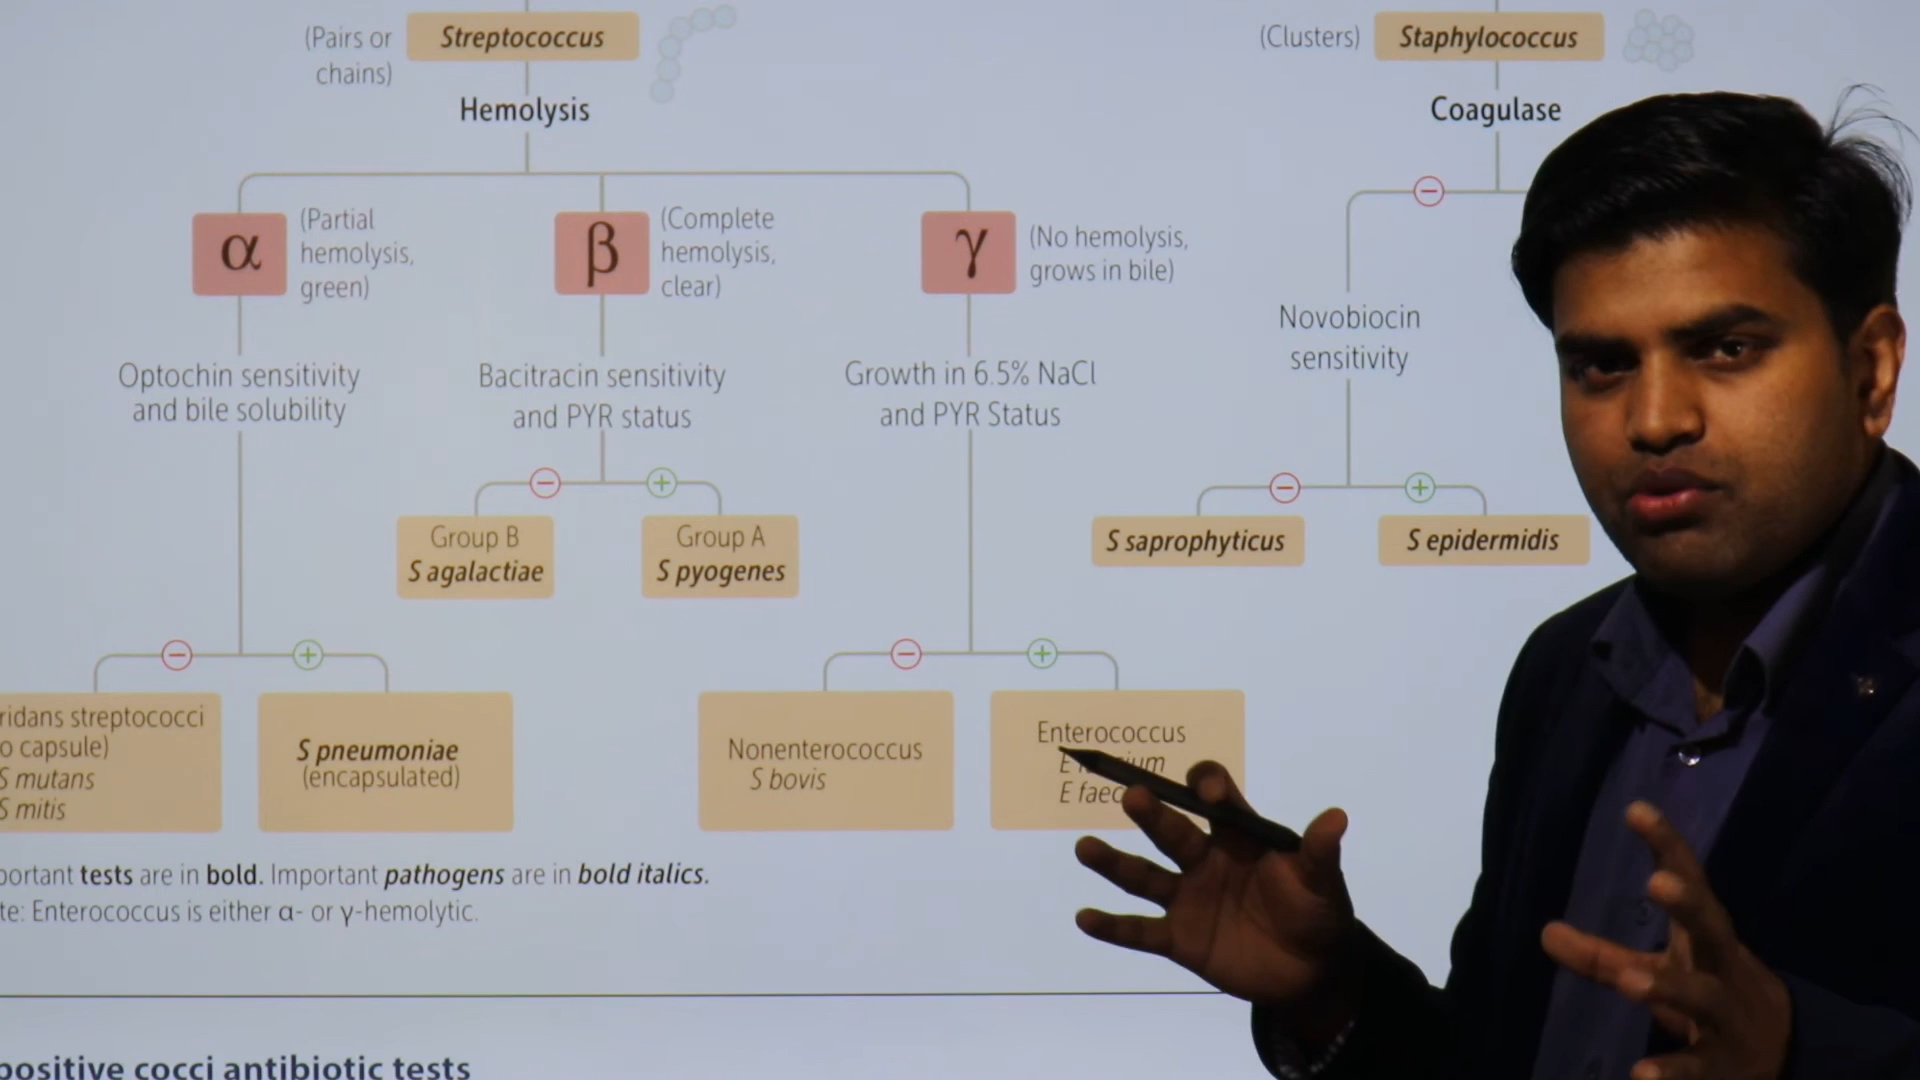 (Pairs or
chains)
Streptococcus
(Clusters)
Staphylococcus
Hemolysis
Coagulase
α
(Partial
hemolysis,
green)
β
(Complete
hemolysis,
clear)
γ
(No hemolysis,
grows in bile)
Novobiocin
sensitivity
Optochin sensitivity
and bile solubility
Bacitracin sensitivity
and PYR status
Growth in 6.5% NaCl
and PYR Status
−
+
−
+
−
Group B
S agalactiae
Group A
S pyogenes
S saprophyticus
S epidermidis
−
+
−
+
ridans streptococci
o capsule)
S mutans
S mitis
S pneumoniae
(encapsulated)
Nonenterococcus
S bovis
Enterococcus
E
E faec
portant tests are in bold. Important pathogens are in bold italics.
te: Enterococcus is either α- or γ-hemolytic.
positive cocci antibiotic tests